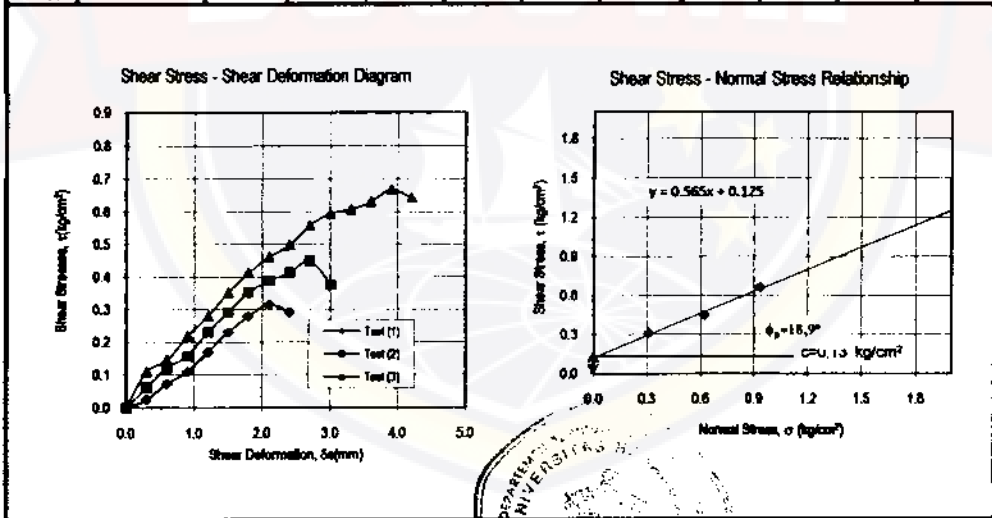 Shear Stress - Shear Deformation Diagram
0.9
0.8
0.7
0.6
0.5
0.4
0.3
0.2
0.1
0.0
0.0 1.0 2.0 3.0 4.0 5.0
Shear Stresses, τ(kg/cm²)
Shear Deformation, δs(mm)
Test (1)
Test (2)
Test (3)
Shear Stress - Normal Stress Relationship
1.8
1.5
1.2
0.9
0.6
0.3
0.0
0.0 0.3 0.6 0.9 1.2 1.5 1.8
Shear Stress, τ (kg/cm²)
Normal Stress, σ (kg/cm²)
y = 0.565x + 0.125
c=0,13 kg/cm²
DEPARTEM
NIVERSITAS